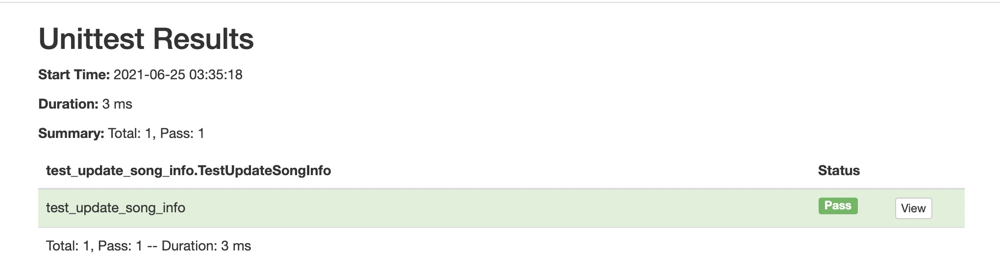 Unittest Results
Start Time: 2021-06-25 03:35:18
Duration: 3 ms
Summary: Total: 1, Pass: 1
test_update_song_info.TestUpdateSongInfo Status
test_update_song_info Pass View
Total: 1, Pass: 1 -- Duration: 3 ms